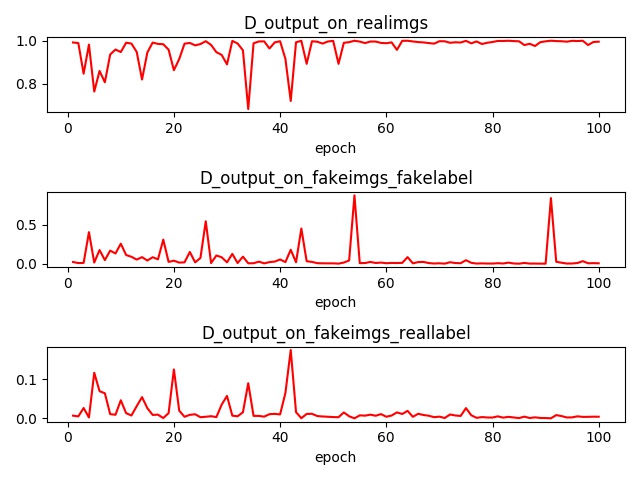 D_output_on_realimgs
1.0
0.8
0 20 40 60 80 100
epoch
D_output_on_fakeimgs_fakelabel
0.5
0.0
0 20 40 60 80 100
epoch
D_output_on_fakeimgs_reallabel
0.1
0.0
0 20 40 60 80 100
epoch